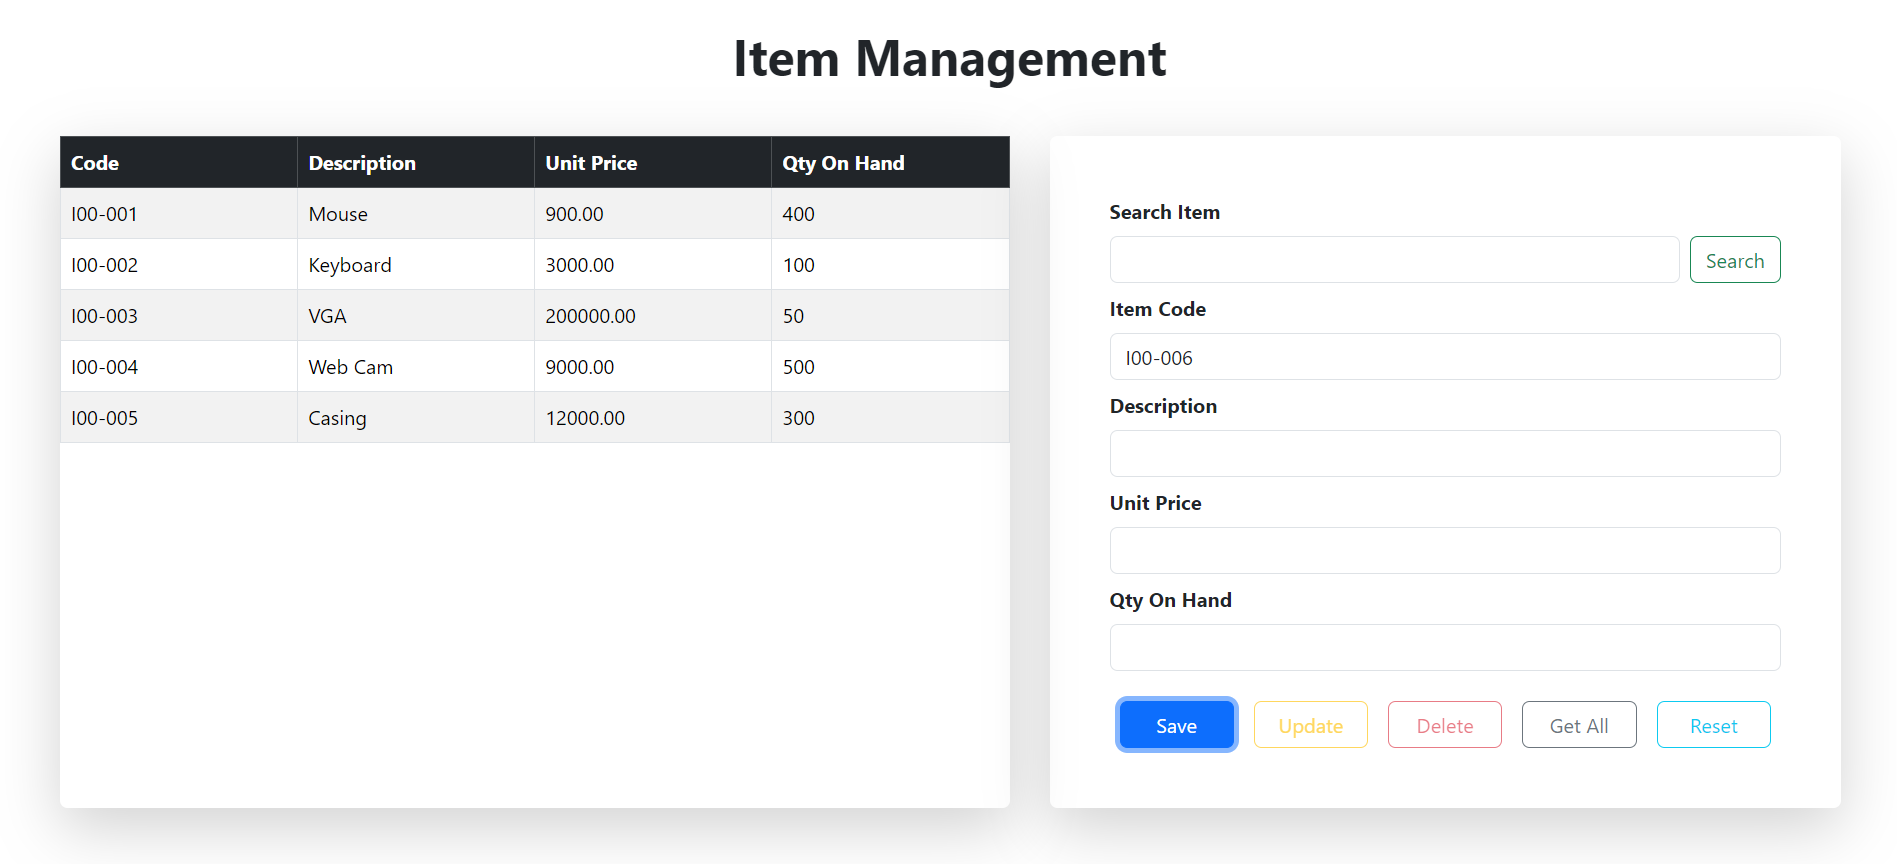 Item Management
Code Description Unit Price Qty On Hand
I00-001 Mouse 900.00 400
I00-002 Keyboard 3000.00 100
I00-003 VGA 200000.00 50
I00-004 Web Cam 9000.00 500
I00-005 Casing 12000.00 300
Search Item
Search
Item Code
I00-006
Description
Unit Price
Qty On Hand
Save Update Delete Get All Reset